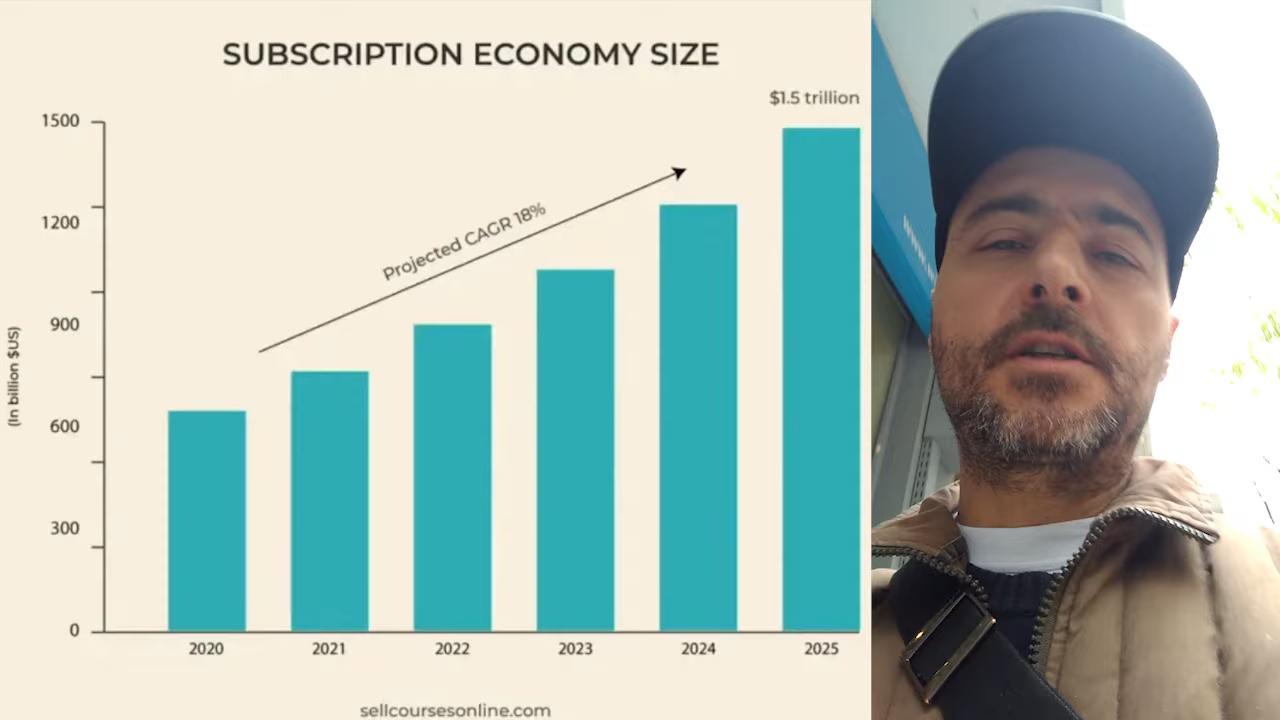 SUBSCRIPTION ECONOMY SIZE
$1.5 trillion
1500
1200
900
600
300
0
(In billion $US)
Projected CAGR 18%
2020 2021 2022 2023 2024 2025
sellcoursesonline.com